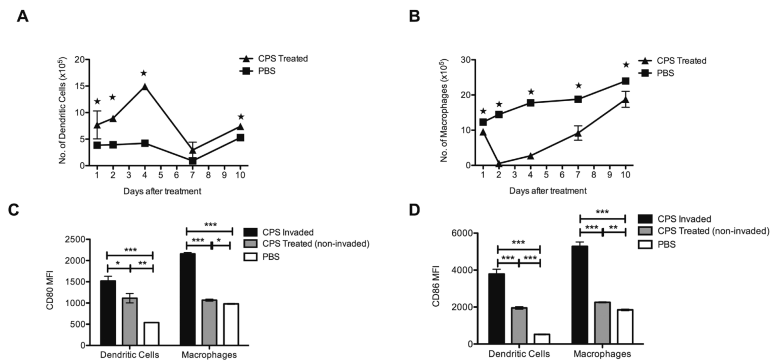 A
CPS Treated
PBS
No. of Dendritic Cells (x10⁵)
20
15
10
5
0
1 2 3 4 5 6 7 8 9 10
Days after treatment
B
CPS Treated
PBS
No. of Macrophages (x10⁵)
30
20
10
0
1 2 3 4 5 6 7 8 9 10
Days after treatment
C
CPS Invaded
CPS Treated (non-invaded)
PBS
CD80 MFI
2500
2000
1500
1000
500
0
***
* **
***
*** *
Dendritic Cells Macrophages
D
CPS Invaded
CPS Treated (non-invaded)
PBS
CD86 MFI
6000
4000
2000
0
***
*** ***
***
*** **
Dendritic Cells Macrophages